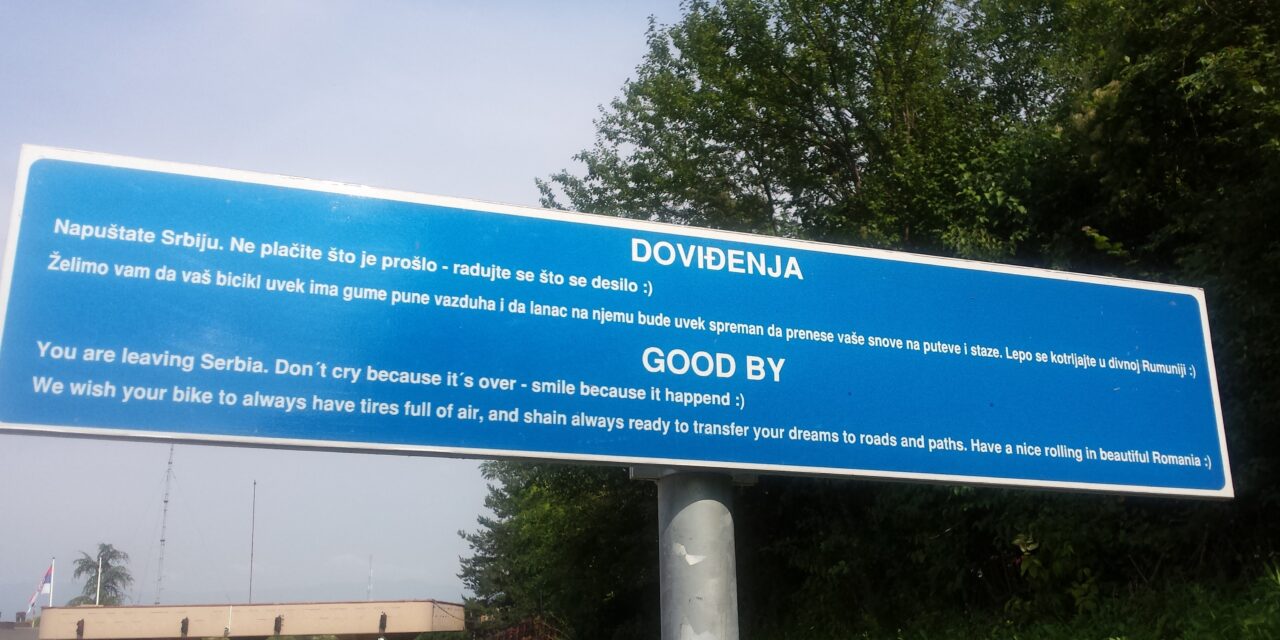 DOVIĐENJA
Napuštate Srbiju. Ne plačite što je prošlo - radujte se što se desilo :)
Želimo vam da vaš bicikl uvek ima gume pune vazduha i da lanac na njemu bude uvek spreman da prenese vaše snove na puteve i staze. Lepo se kotrljajte u divnoj Rumuniji :)
GOOD BY
You are leaving Serbia. Don´t cry because it´s over - smile because it happend :)
We wish your bike to always have tires full of air, and shain always ready to transfer your dreams to roads and paths. Have a nice rolling in beautiful Romania :)